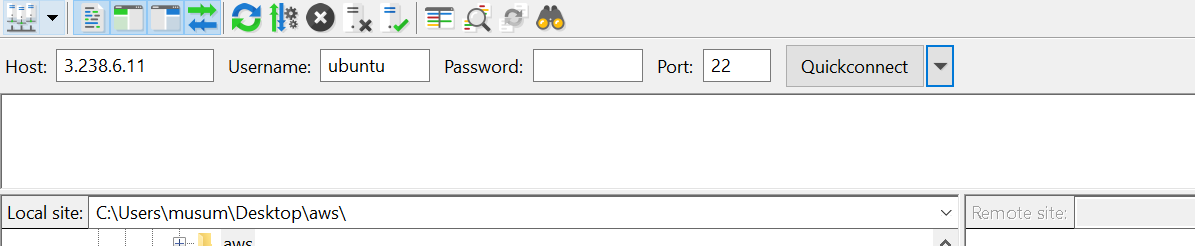 Host: 3.238.6.11 Username: ubuntu Password: Port: 22 Quickconnect
Local site: C:\Users\musum\Desktop\aws\ Remote site:
aws